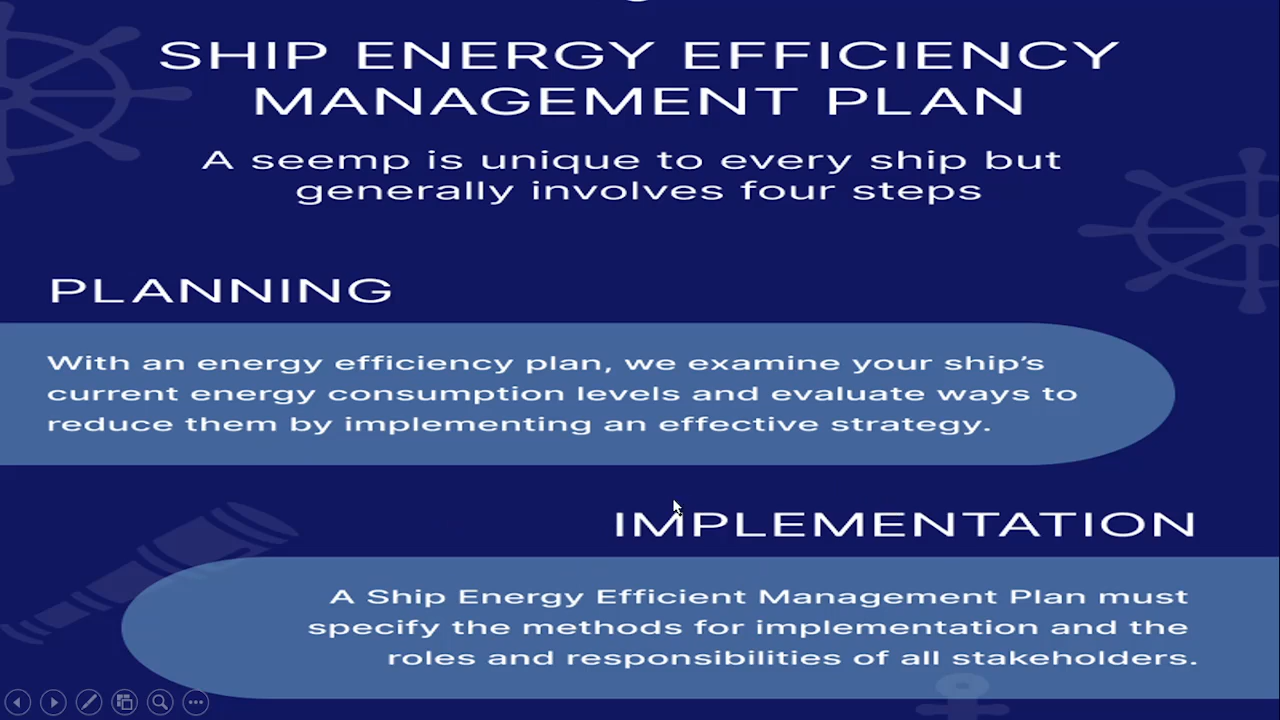 SHIP ENERGY EFFICIENCY
MANAGEMENT PLAN
A seemp is unique to every ship but
generally involves four steps
PLANNING
With an energy efficiency plan, we examine your ship’s
current energy consumption levels and evaluate ways to
reduce them by implementing an effective strategy.
IMPLEMENTATION
A Ship Energy Efficient Management Plan must
specify the methods for implementation and the
roles and responsibilities of all stakeholders.